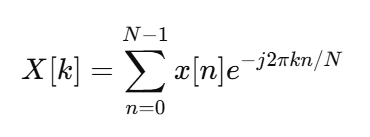 X[k] = \sum_{n=0}^{N-1} x[n]e^{-j2\pi kn/N}